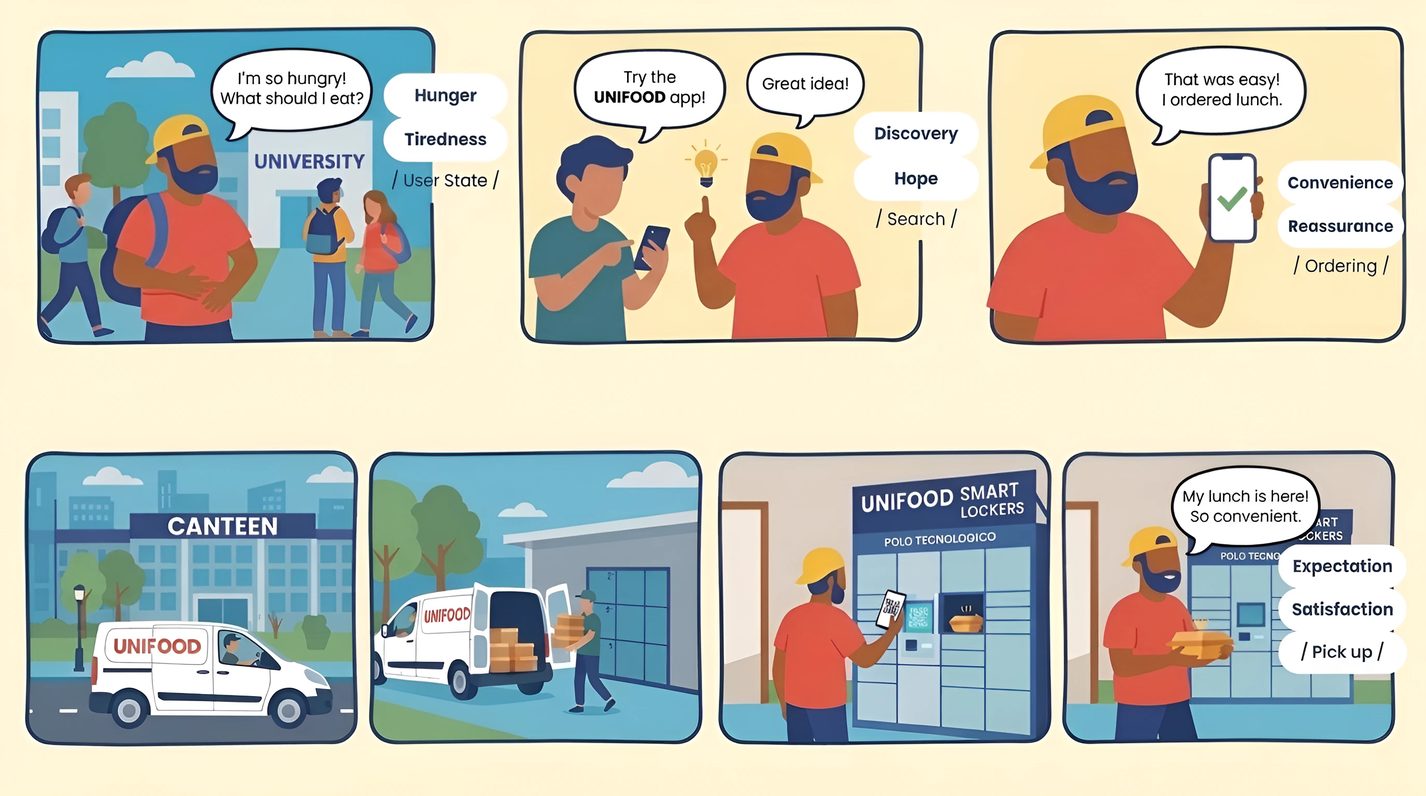 I'm so hungry!
What should I eat?
UNIVERSITY
Hunger
Tiredness
/ User State /
Try the
UNIFOOD app!
Great idea!
Discovery
Hope
/ Search /
That was easy!
I ordered lunch.
Convenience
Reassurance
/ Ordering /
CANTEEN
UNIFOOD
UNIFOOD
UNIFOOD SMART
LOCKERS
POLO TECNOLOGICO
My lunch is here!
So convenient.
ART
CKERS
POLO TECNO
Expectation
Satisfaction
/ Pick up /